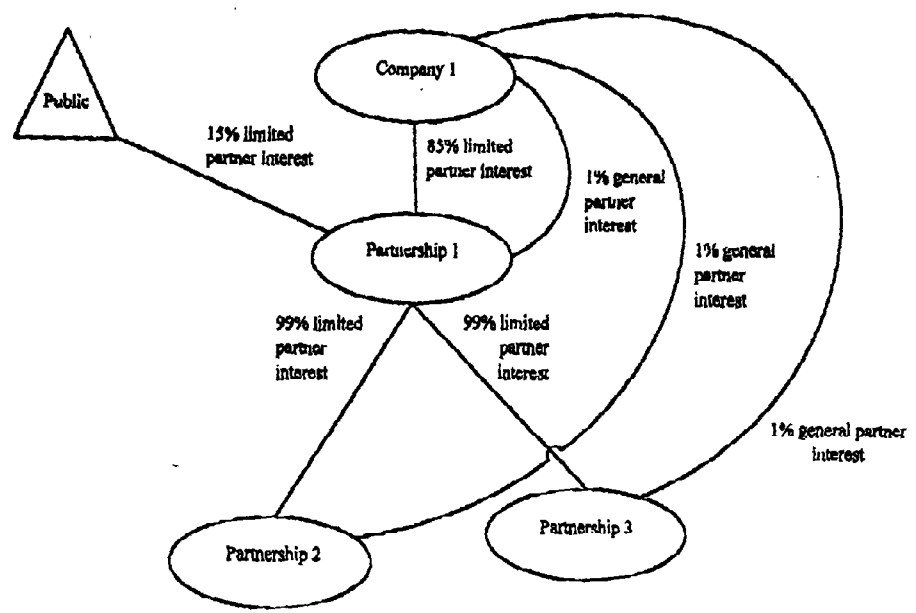 Company 1
Public
15% limited
partner interest
85% limited
partner interest
1% general
partner
interest
Partnership 1
1% general
partner
interest
99% limited
partner
interest
99% limited
partner
interest
1% general partner
interest
Partnership 2
Partnership 3